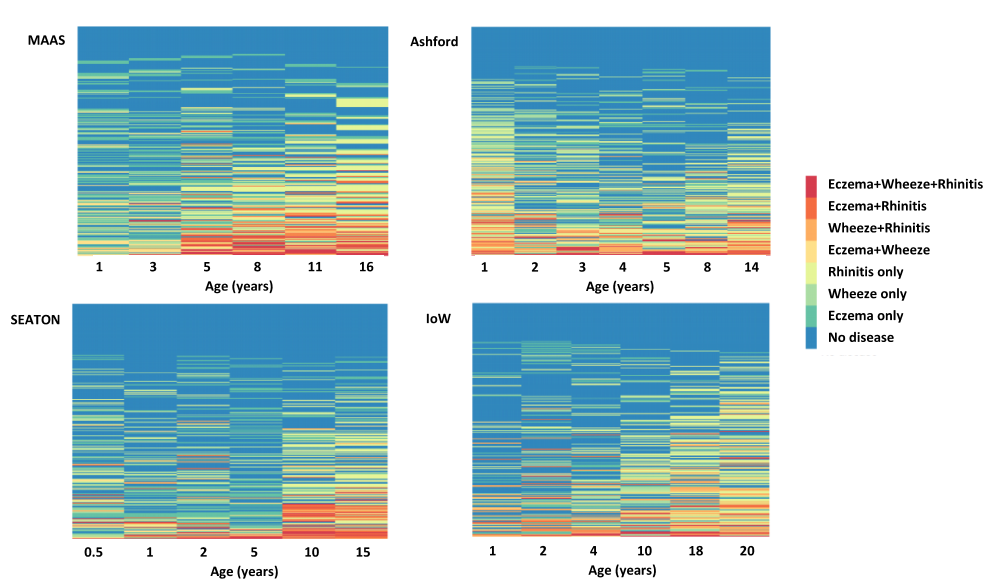 MAAS
1 3 5 8 11 16
Age (years)
Ashford
1 2 3 4 5 8 14
Age (years)
Eczema+Wheeze+Rhinitis
Eczema+Rhinitis
Wheeze+Rhinitis
Eczema+Wheeze
Rhinitis only
Wheeze only
Eczema only
No disease
SEATON
0.5 1 2 5 10 15
Age (years)
IoW
1 2 4 10 18 20
Age (years)